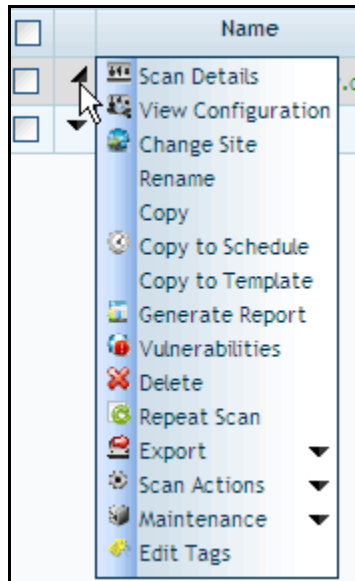 Name
Scan Details
View Configuration
Change Site
Rename
Copy
Copy to Schedule
Copy to Template
Generate Report
Vulnerabilities
Delete
Repeat Scan
Export
Scan Actions
Maintenance
Edit Tags